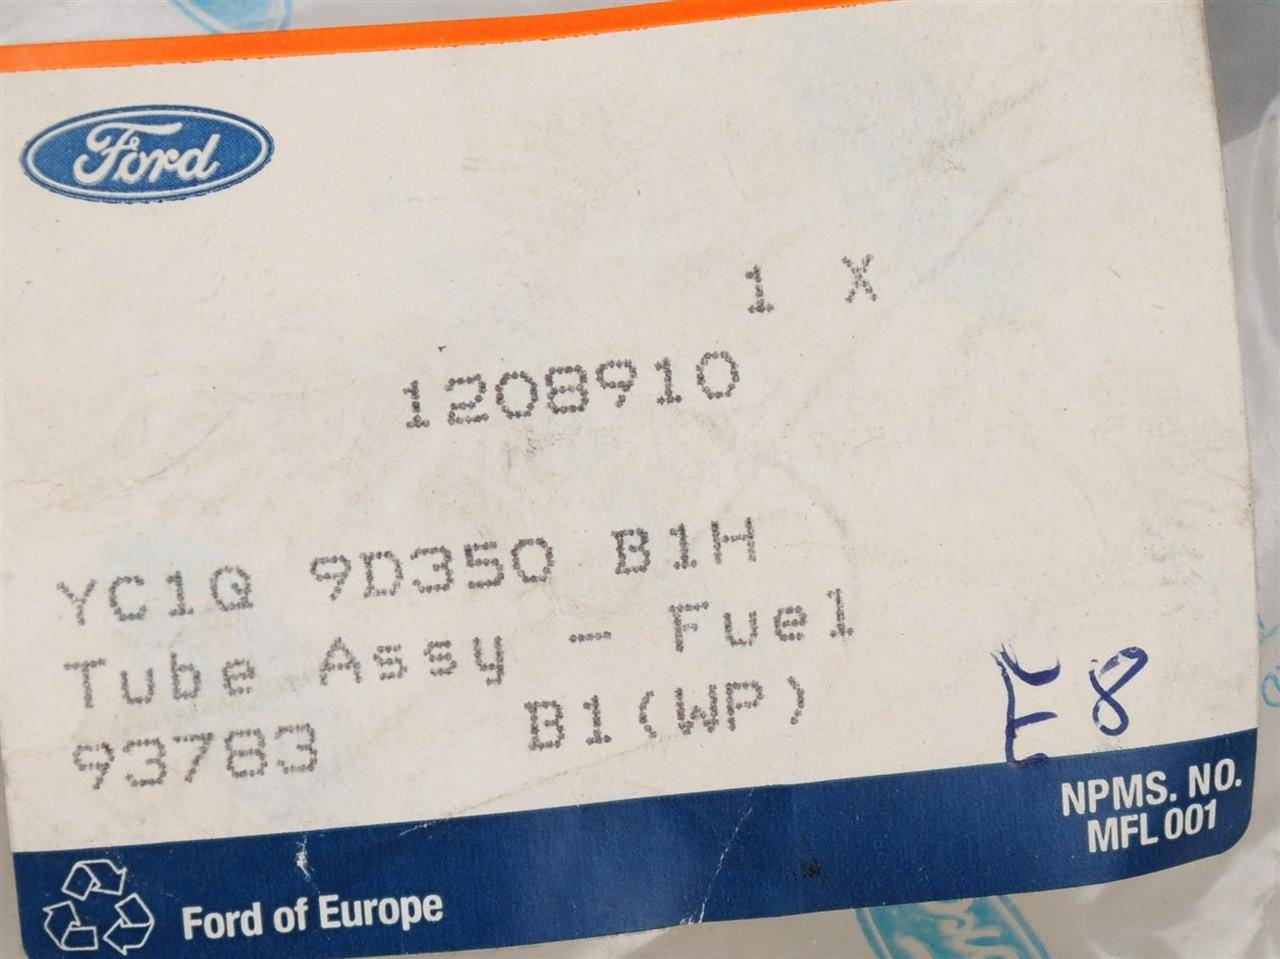 Ford
1 X
1208910
YC1Q 9D350 B1H
Tube Assy - Fuel
93783 B1(WP)
E8
NPMS. NO.
MFL 001
Ford of Europe